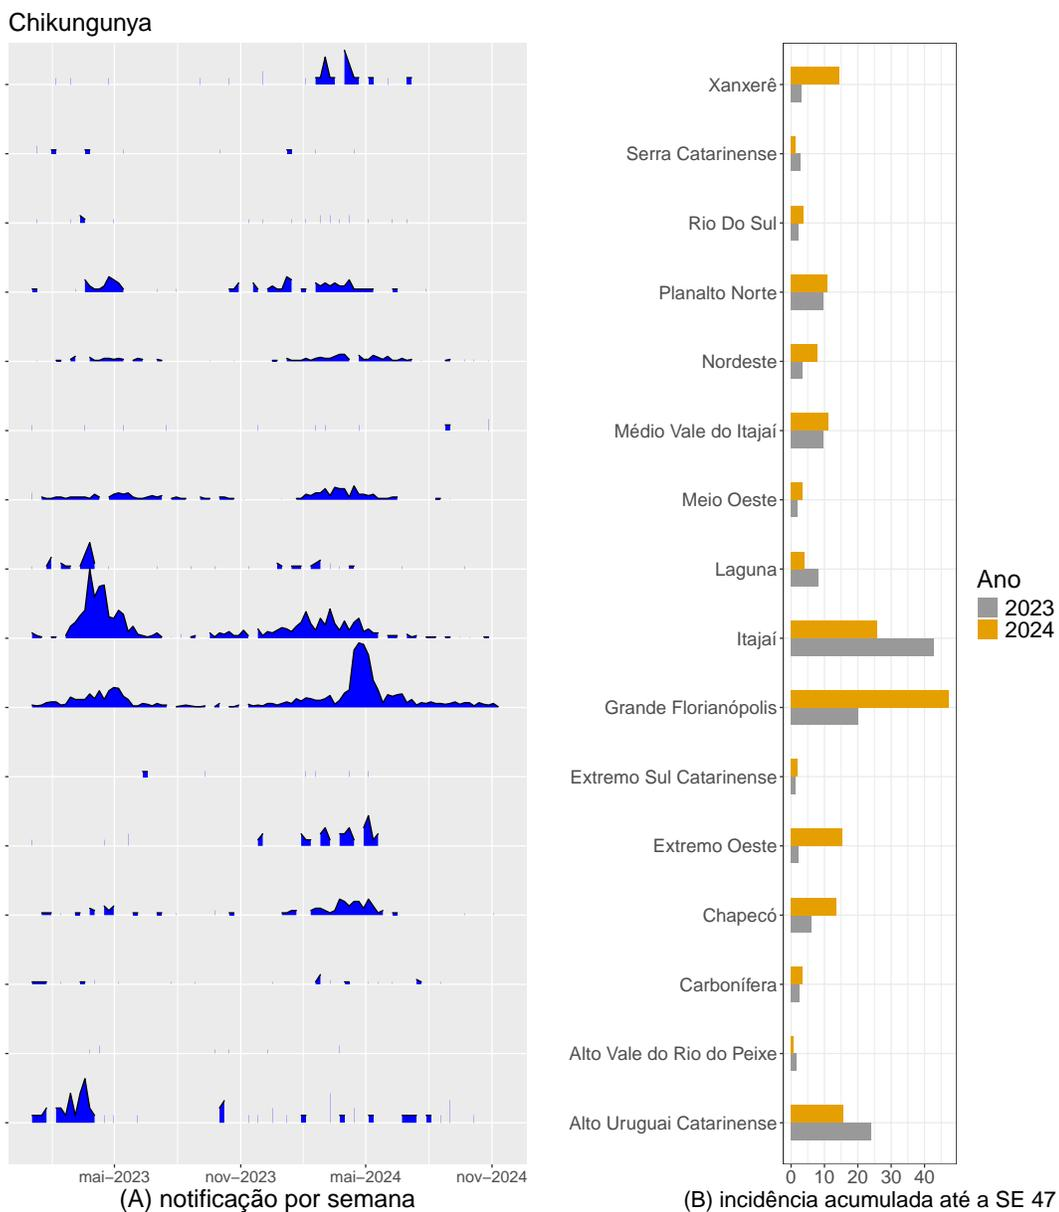 Chikungunya
Xanxerê
Serra Catarinense
Rio Do Sul
Planalto Norte
Nordeste
Médio Vale do Itajaí
Meio Oeste
Laguna
Itajaí
Grande Florianópolis
Extremo Sul Catarinense
Extremo Oeste
Chapecó
Carbonífera
Alto Vale do Rio do Peixe
Alto Uruguai Catarinense
Ano
2023
2024
mai–2023 nov–2023 mai–2024 nov–2024
0 10 20 30 40
(A) notificação por semana
(B) incidência acumulada até a SE 47